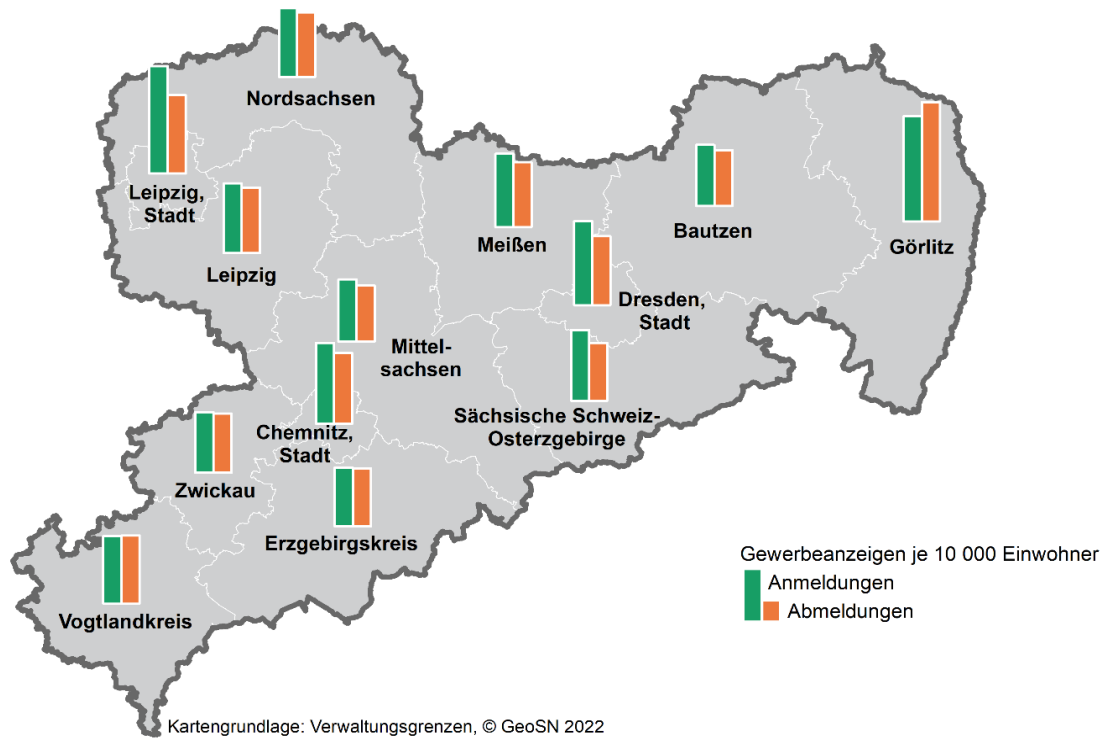 Nordsachsen
Leipzig,
Stadt
Leipzig
Meißen
Bautzen
Görlitz
Dresden,
Stadt
Mittel-
sachsen
Sächsische Schweiz-
Osterzgebirge
Chemnitz,
Stadt
Zwickau
Erzgebirgskreis
Vogtlandkreis
Gewerbeanzeigen je 10 000 Einwohner
Anmeldungen
Abmeldungen
Kartengrundlage: Verwaltungsgrenzen, © GeoSN 2022